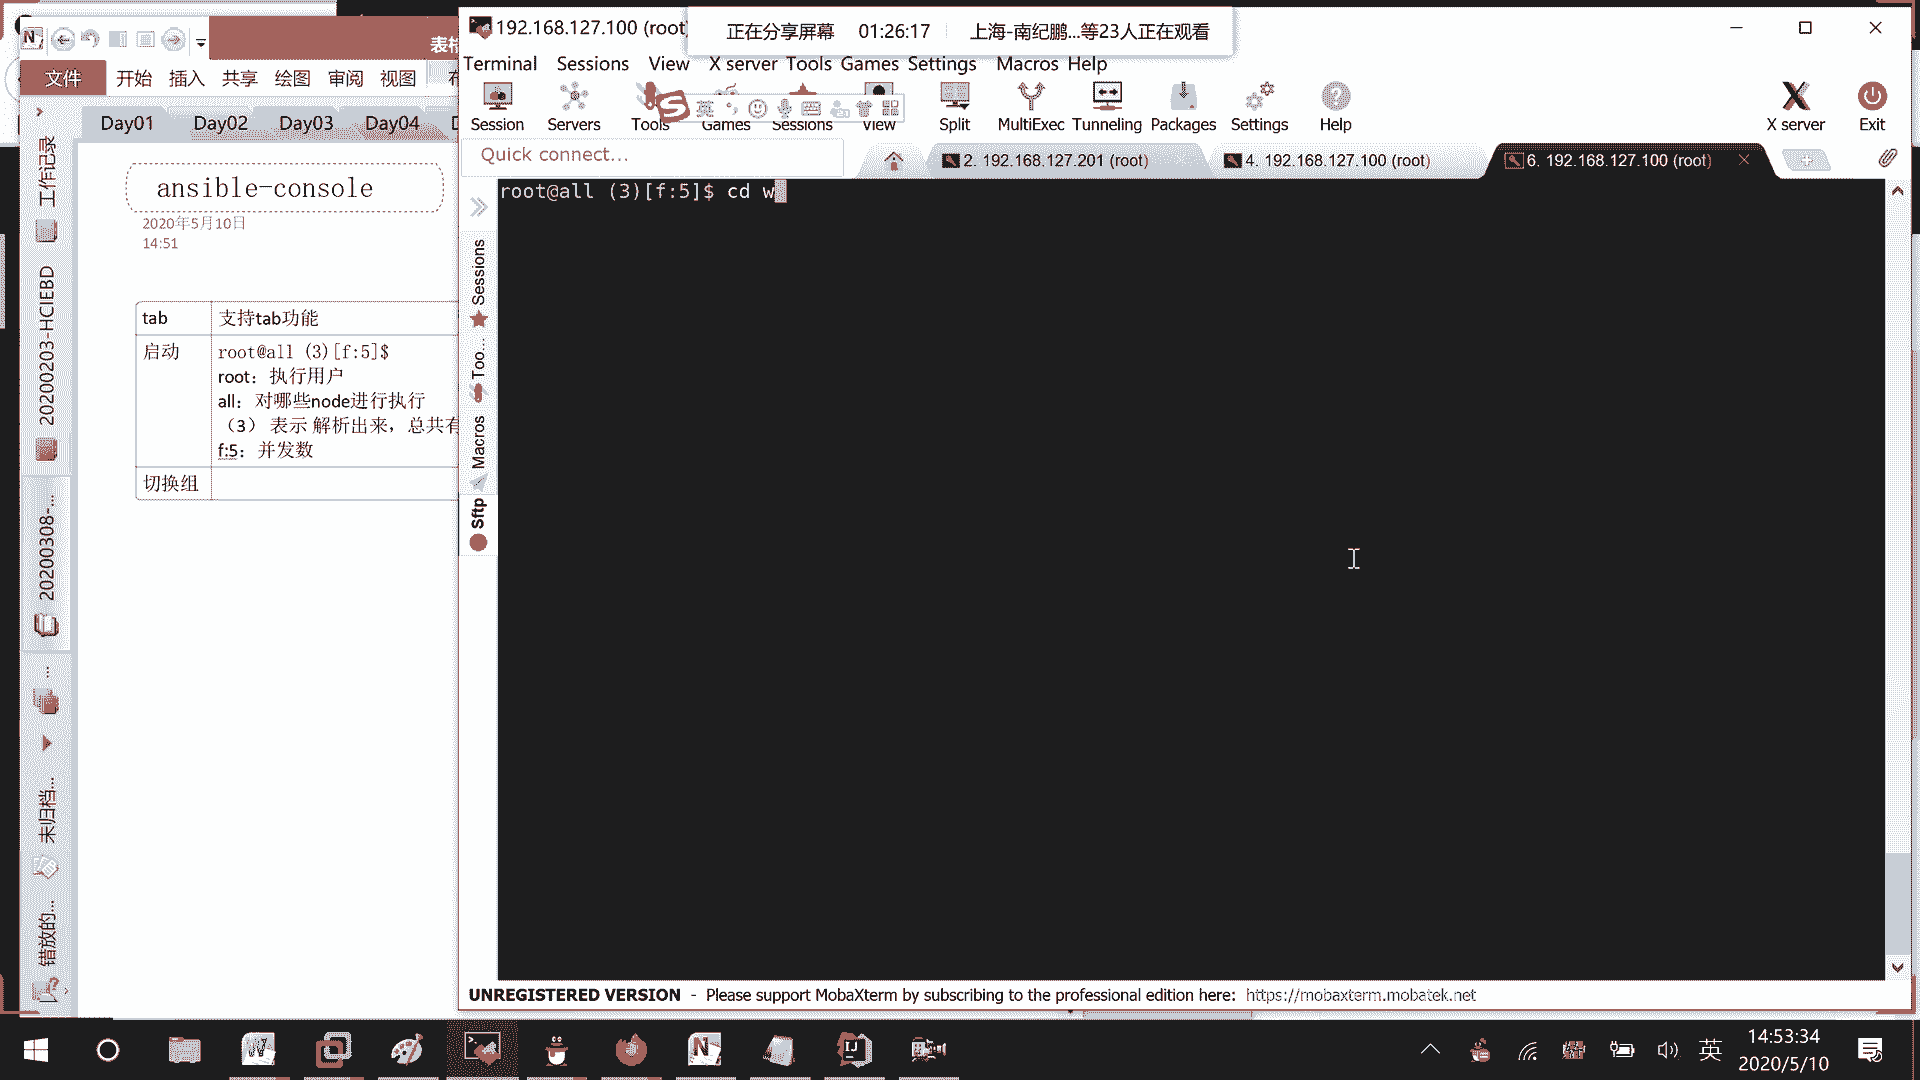 192.168.127.100 (root
正在分享屏幕 01:26:17 上海-南纪鹏...等23人正在观看
Terminal Sessions View X server Tools Games Settings Macros Help
Session Servers Tools Games Sessions View Split MultiExec Tunneling Packages Settings Help X server Exit
英
Quick connect...
2. 192.168.127.201 (root)
4. 192.168.127.100 (root)
6. 192.168.127.100 (root)
root@all (3)[f:5]$ cd w
Sessions
Too...
Macros
Sftp
文件 开始 插入 共享 绘图 审阅 视图
Day01 Day02 Day03 Day04
工作记录
20200203-HCIEBD
20200308-...
未归档...
错放的...
ansible-console
2020年5月10日
14:51
tab 支持tab功能
启动 root@all (3)[f:5]$
root：执行用户
all：对哪些node进行执行
（3） 表示 解析出来，总共有
f:5：并发数
切换组
UNREGISTERED VERSION - Please support MobaXterm by subscribing to the professional edition here: https://mobaxterm.mobatek.net
英
14:53:34
2020/5/10